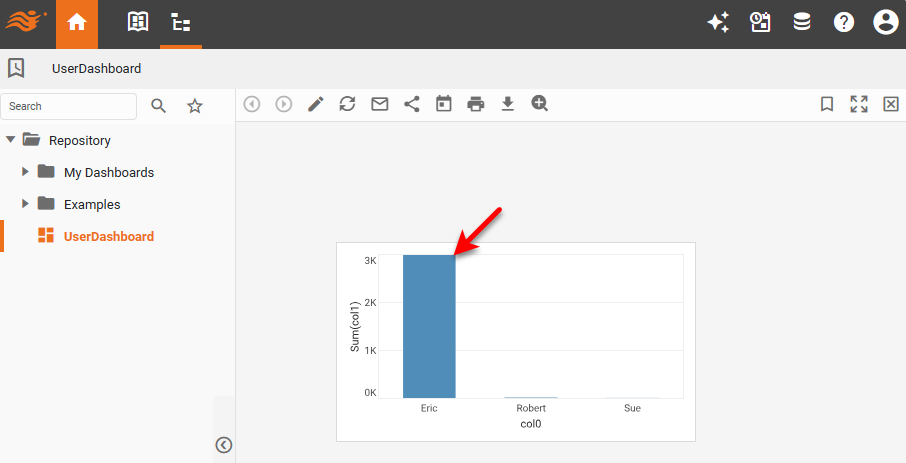 UserDashboard
Search
Repository
My Dashboards
Examples
UserDashboard
3K
2K
1K
0K
Sum(col1)
Eric Robert Sue
col0